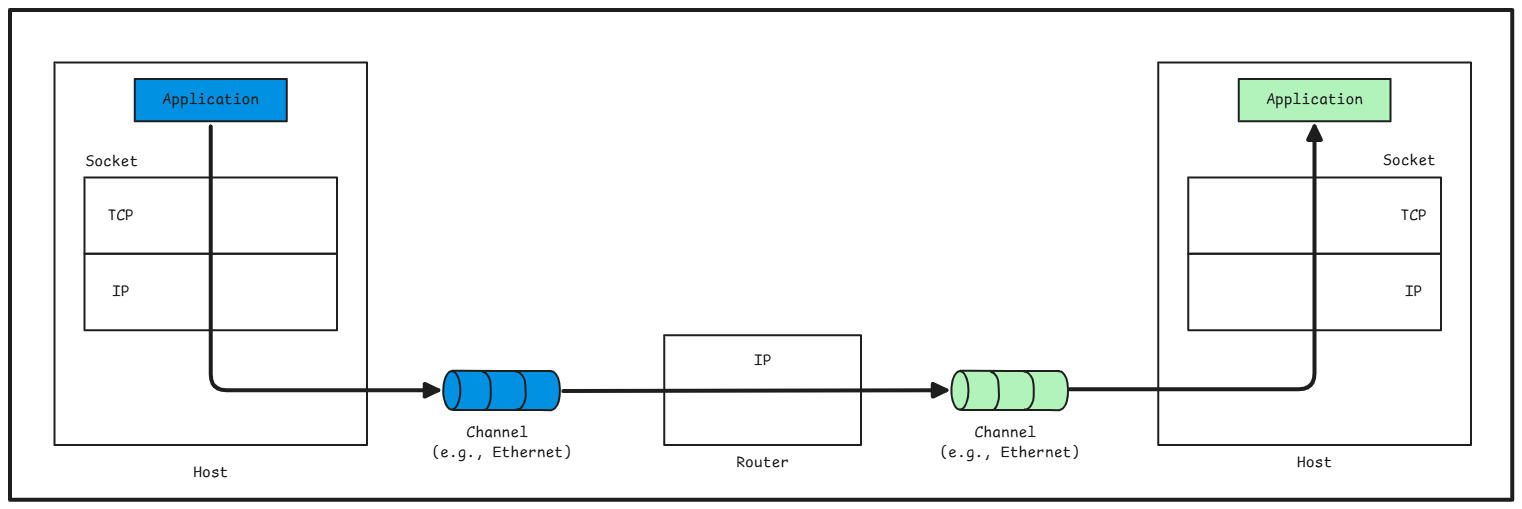 Application
Socket
TCP
IP
Host
Channel
(e.g., Ethernet)
IP
Router
Channel
(e.g., Ethernet)
Application
Socket
TCP
IP
Host